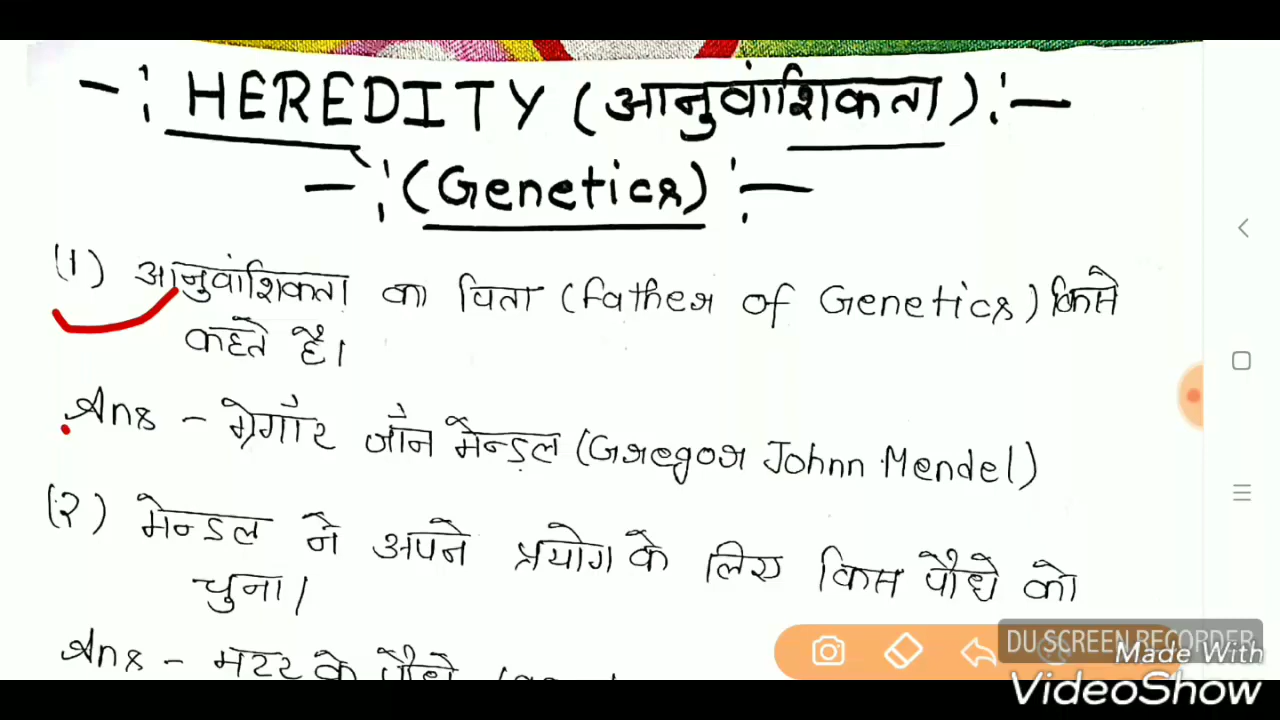 -: HEREDITY (आनुवांशिकता) :-
-: (Genetics) :-
(1) आनुवांशिकता का पिता (father of Genetics) किसे
कहते है।
Ans - ग्रेगौर जौन मेन्डल (Gregor Johnn Mendel)
(२) मेन्डल ने अपने प्रयोग के लिए किस पौधे को
चुना।
Ans - मटर के पौधे
DU SCREEN RECORDER
Made With
VideoShow